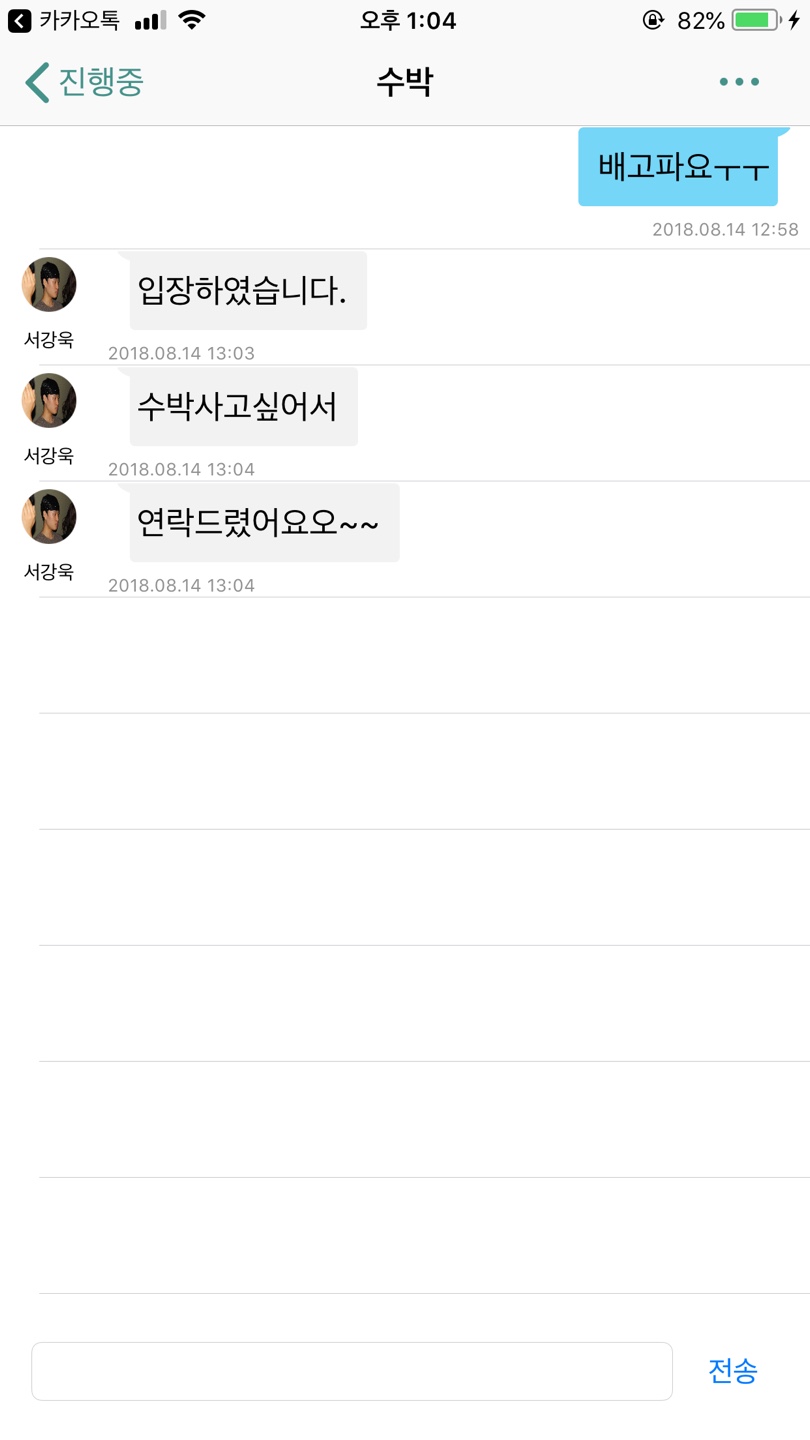 카카오톡 오후 1:04 82%
진행중 수박
배고파요ㅜㅜ
2018.08.14 12:58
입장하였습니다.
서강욱
2018.08.14 13:03
수박사고싶어서
서강욱
2018.08.14 13:04
연락드렸어요오~~
서강욱
2018.08.14 13:04
전송